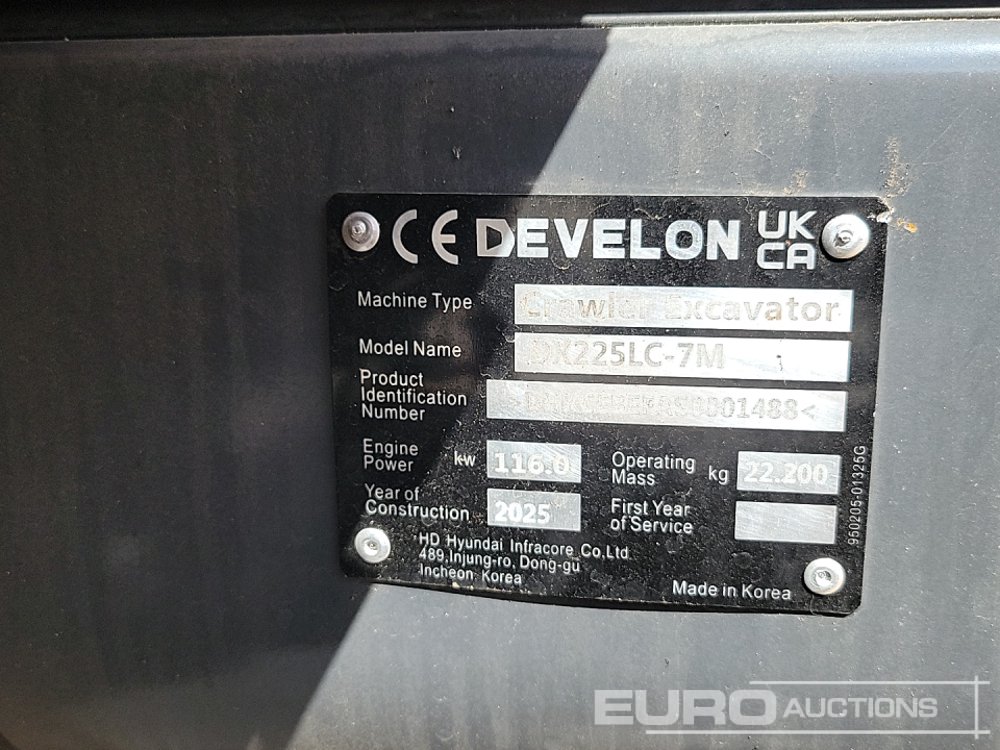 CE DEVELON UK
CA
Machine Type Crawler Excavator
Model Name DX225LC-7M
Product
Identification
Number
Engine
Power kw 116.0
Operating
Mass kg 22.200
Year of
Construction 2025
First Year
of Service
HD Hyundai Infracore Co.,Ltd.
489,Injung-ro, Dong-gu
Incheon. Korea
Made in Korea
950205-01325G
EURO AUCTIONS